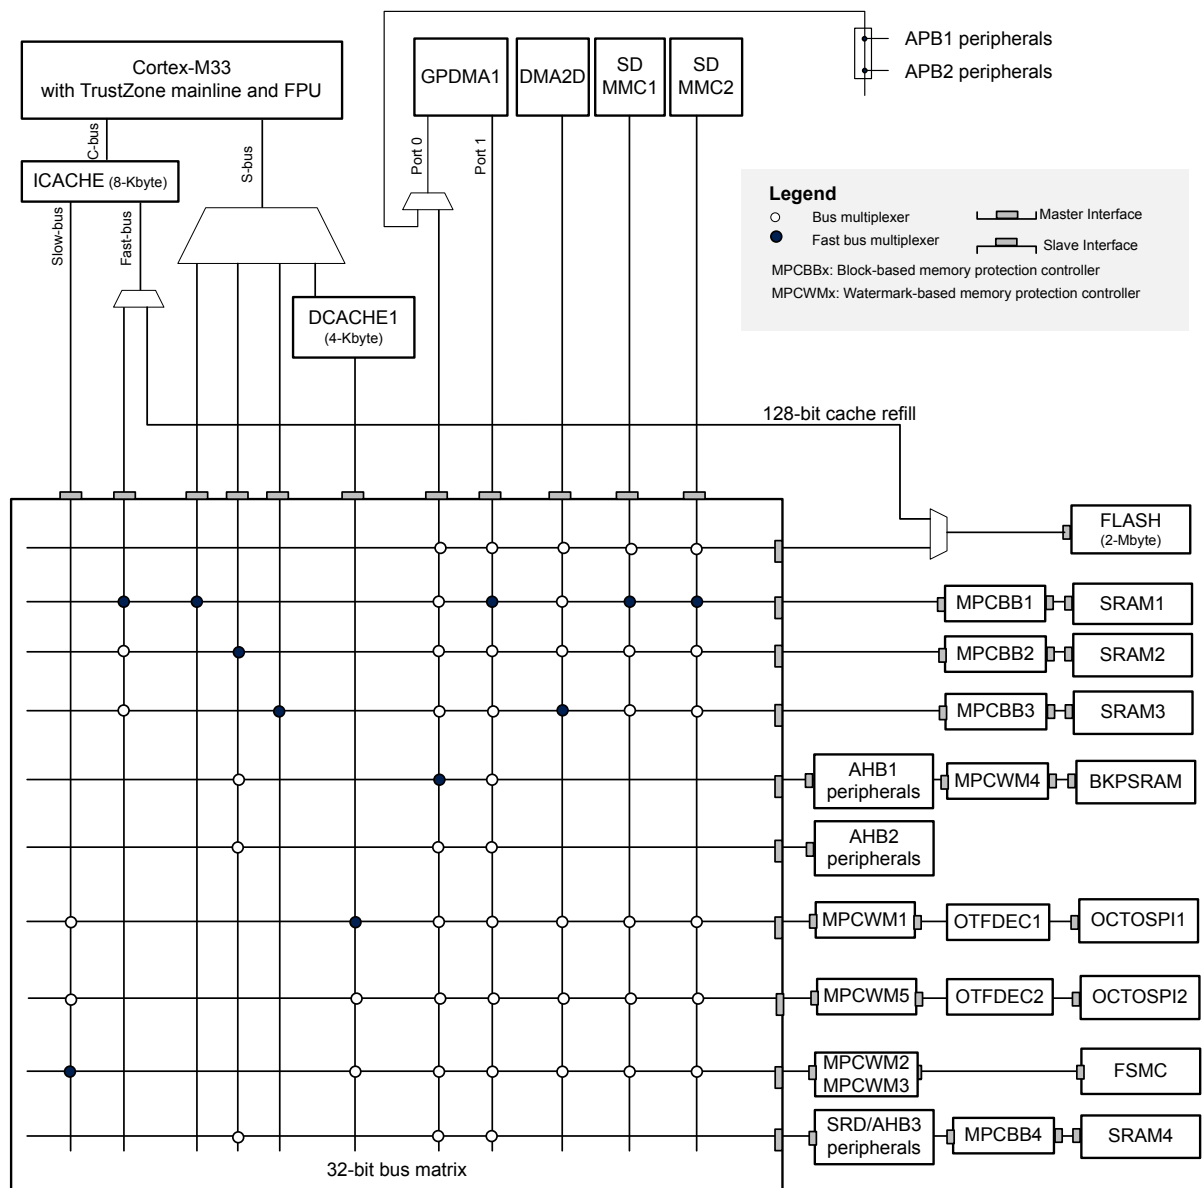 APB1 peripherals
APB2 peripherals
Cortex-M33
with TrustZone mainline and FPU
GPDMA1
DMA2D
SD
MMC1
SD
MMC2
C-bus
S-bus
Port 0
Port 1
ICACHE (8-Kbyte)
Slow-bus
Fast-bus
Legend
Bus multiplexer
Fast bus multiplexer
Master Interface
Slave Interface
MPCBBx: Block-based memory protection controller
MPCWMx: Watermark-based memory protection controller
DCACHE1
(4-Kbyte)
128-bit cache refill
FLASH
(2-Mbyte)
MPCBB1
SRAM1
MPCBB2
SRAM2
MPCBB3
SRAM3
AHB1
peripherals
MPCWM4
BKPSRAM
AHB2
peripherals
MPCWM1
OTFDEC1
OCTOSPI1
MPCWM5
OTFDEC2
OCTOSPI2
MPCWM2
MPCWM3
FSMC
SRD/AHB3
peripherals
MPCBB4
SRAM4
32-bit bus matrix